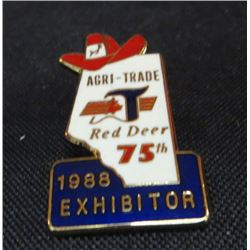 AGRI-TRADE
Red Deer
75th
1988
EXHIBITOR